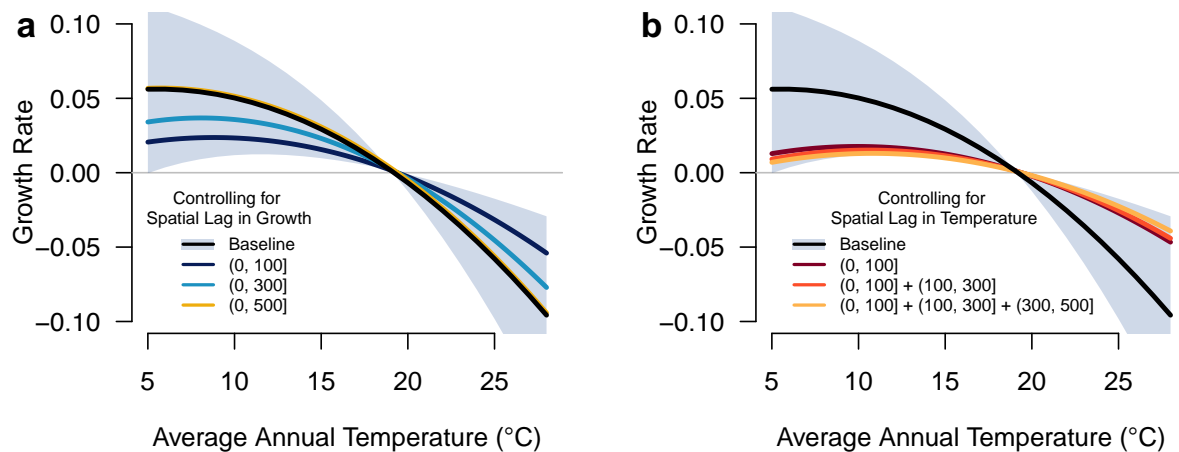 a
0.10
0.05
0.00
−0.05
−0.10
Growth Rate
Controlling for
Spatial Lag in Growth
Baseline
(0, 100]
(0, 300]
(0, 500]
5 10 15 20 25
Average Annual Temperature (°C)
b
0.10
0.05
0.00
−0.05
−0.10
Growth Rate
Controlling for
Spatial Lag in Temperature
Baseline
(0, 100]
(0, 100] + (100, 300]
(0, 100] + (100, 300] + (300, 500]
5 10 15 20 25
Average Annual Temperature (°C)